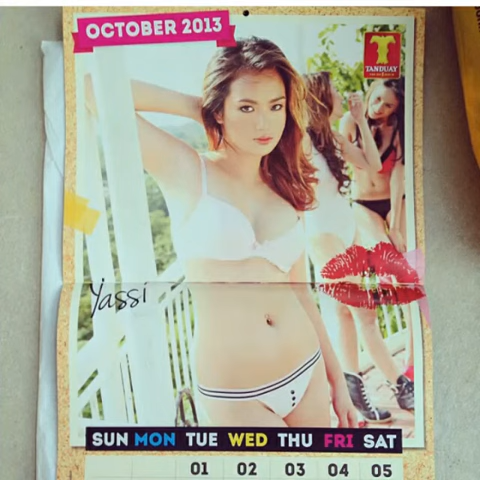 OCTOBER 2013
TANDUAY
Yassi
SUN MON TUE WED THU FRI SAT
01 02 03 04 05